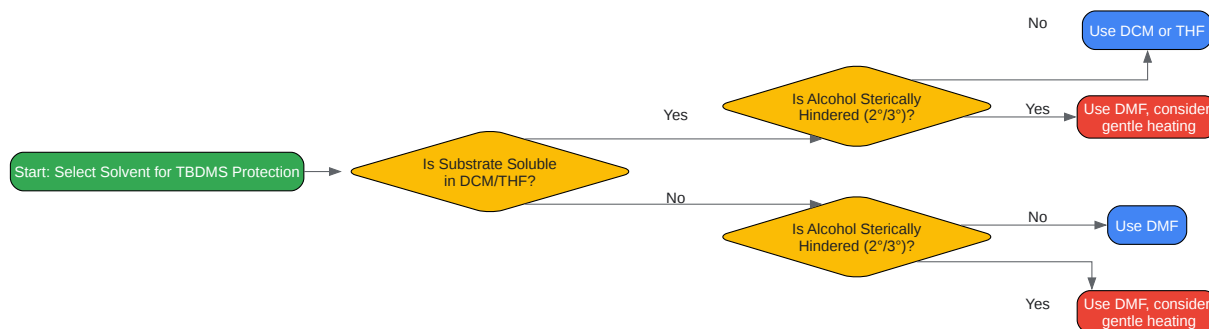 Start: Select Solvent for TBDMS Protection
Is Substrate Soluble
in DCM/THF?
Yes
No
Is Alcohol Sterically
Hindered (2°/3°)?
No
Use DCM or THF
Yes
Use DMF, consider
gentle heating
Is Alcohol Sterically
Hindered (2°/3°)?
No
Use DMF
Yes
Use DMF, consider
gentle heating